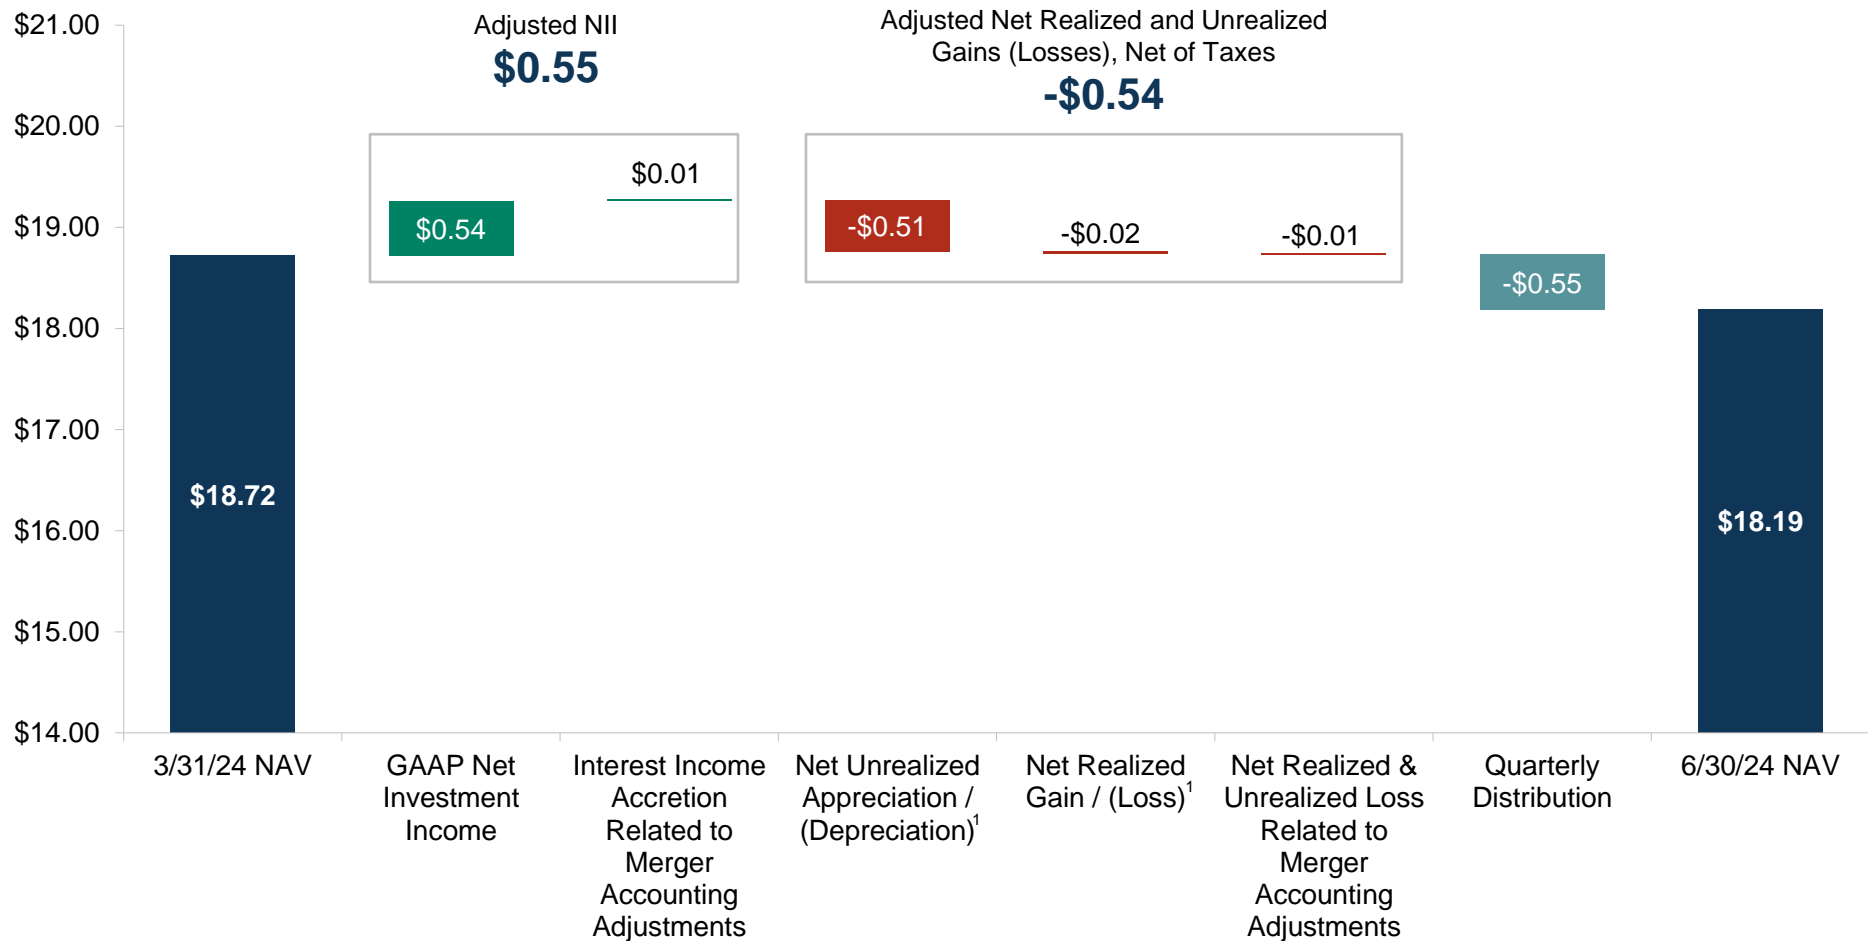 Adjusted NII
$0.55
Adjusted Net Realized and Unrealized
Gains (Losses), Net of Taxes
-$0.54
$21.00
$20.00
$19.00
$18.00
$17.00
$16.00
$15.00
$14.00
$18.72
$0.54
$0.01
-$0.51
-$0.02
-$0.01
-$0.55
$18.19
3/31/24 NAV
GAAP Net
Investment
Income
Interest Income
Accretion
Related to
Merger
Accounting
Adjustments
Net Unrealized
Appreciation /
(Depreciation)¹
Net Realized
Gain / (Loss)¹
Net Realized &
Unrealized Loss
Related to
Merger
Accounting
Adjustments
Quarterly
Distribution
6/30/24 NAV